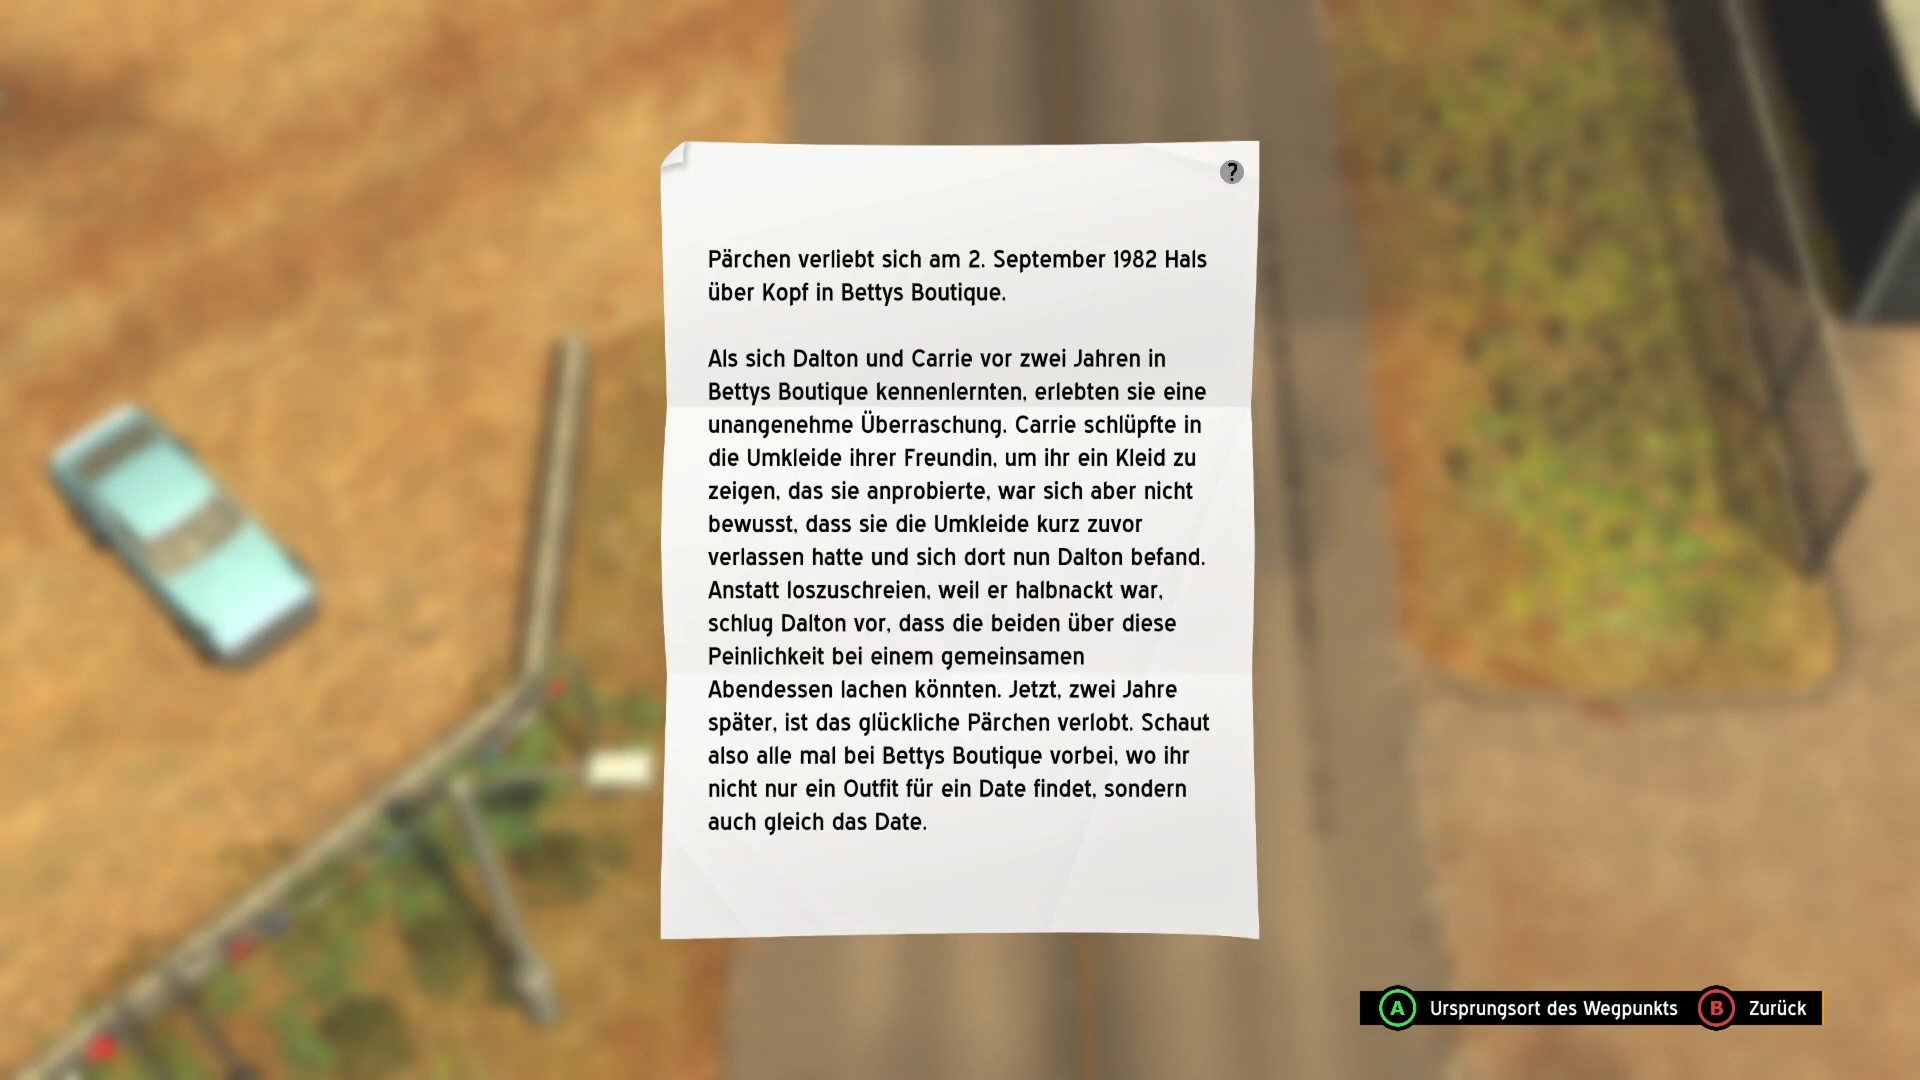 ?
Pärchen verliebt sich am 2. September 1982 Hals
über Kopf in Bettys Boutique.
Als sich Dalton und Carrie vor zwei Jahren in
Bettys Boutique kennenlernten, erlebten sie eine
unangenehme Überraschung. Carrie schlüpfte in
die Umkleide ihrer Freundin, um ihr ein Kleid zu
zeigen, das sie anprobierte, war sich aber nicht
bewusst, dass sie die Umkleide kurz zuvor
verlassen hatte und sich dort nun Dalton befand.
Anstatt loszuschreien, weil er halbnackt war,
schlug Dalton vor, dass die beiden über diese
Peinlichkeit bei einem gemeinsamen
Abendessen lachen könnten. Jetzt, zwei Jahre
später, ist das glückliche Pärchen verlobt. Schaut
also alle mal bei Bettys Boutique vorbei, wo ihr
nicht nur ein Outfit für ein Date findet, sondern
auch gleich das Date.
A Ursprungsort des Wegpunkts B Zurück